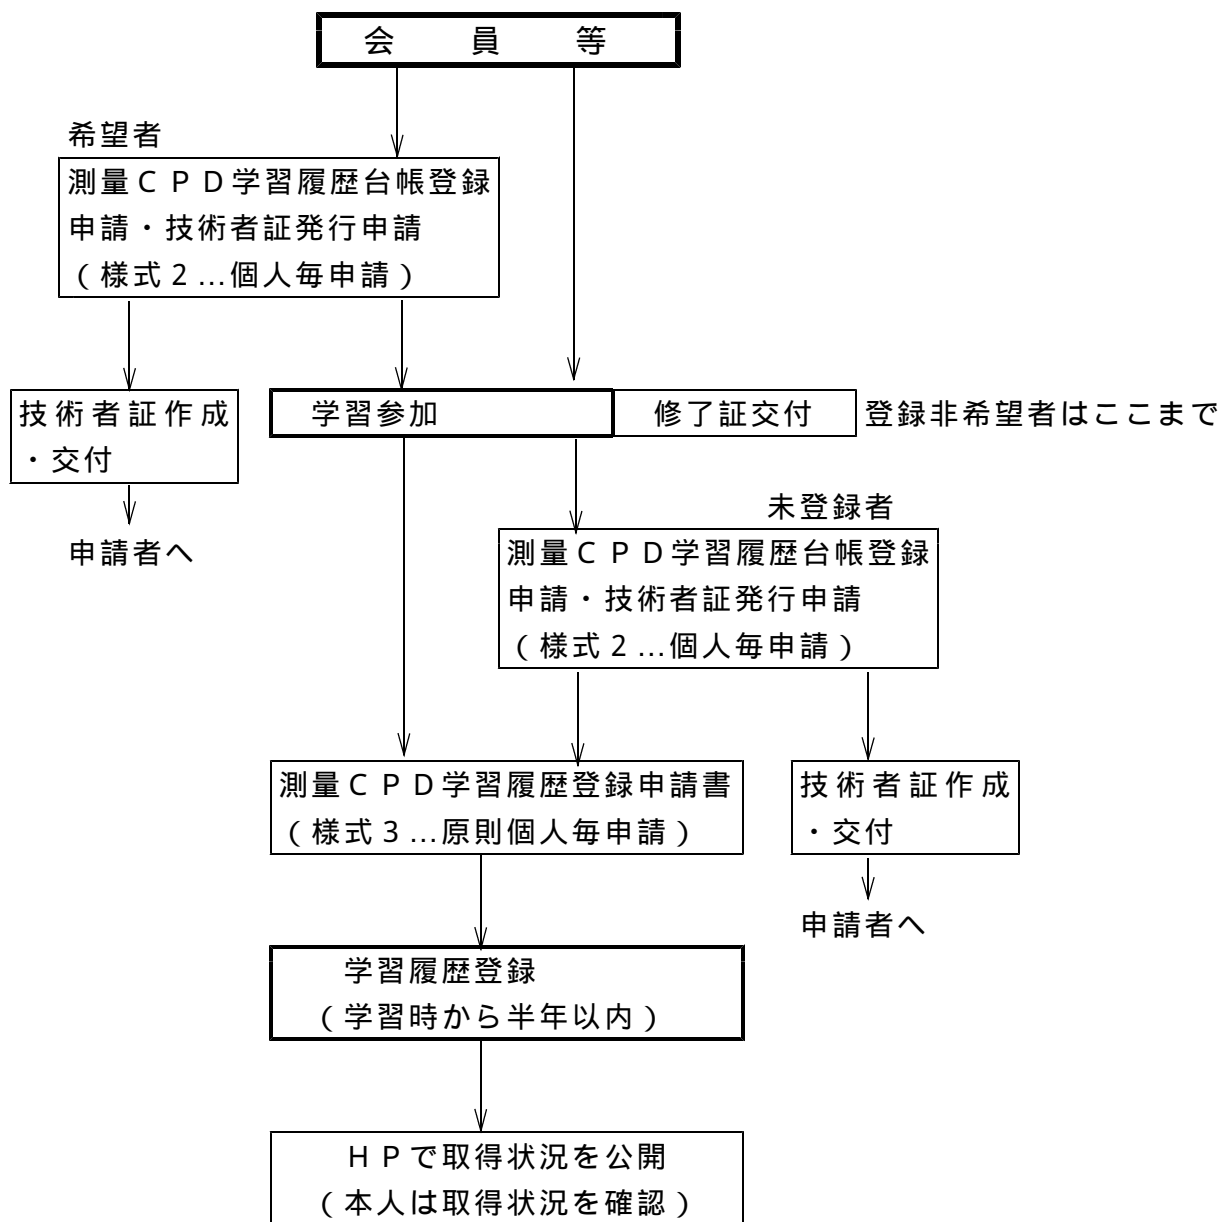 会　員　等
希望者
測量ＣＰＤ学習履歴台帳登録
申請・技術者証発行申請
（様式２…個人毎申請）
技術者証作成
・交付
申請者へ
学習参加
修了証交付
登録非希望者はここまで
未登録者
測量ＣＰＤ学習履歴台帳登録
申請・技術者証発行申請
（様式２…個人毎申請）
測量ＣＰＤ学習履歴登録申請書
（様式３…原則個人毎申請）
技術者証作成
・交付
申請者へ
学習履歴登録
（学習時から半年以内）
ＨＰで取得状況を公開
（本人は取得状況を確認）